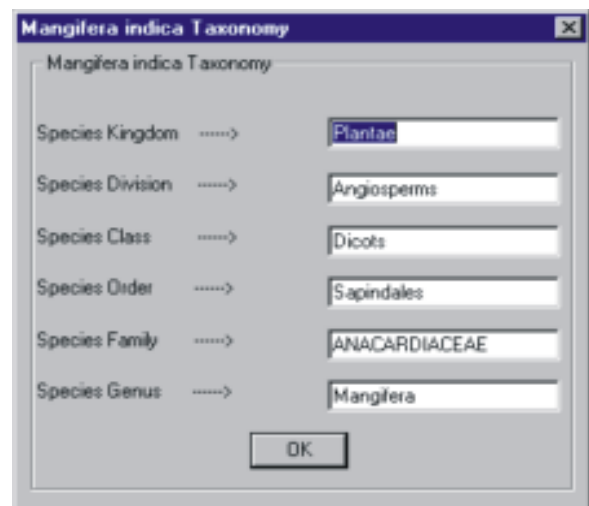 Mangifera indica Taxonomy
Mangifera indica Taxonomy
Species Kingdom ------> Plantae
Species Division ------> Angiosperms
Species Class ------> Dicots
Species Order ------> Sapindales
Species Family ------> ANACARDIACEAE
Species Genus ------> Mangifera
OK